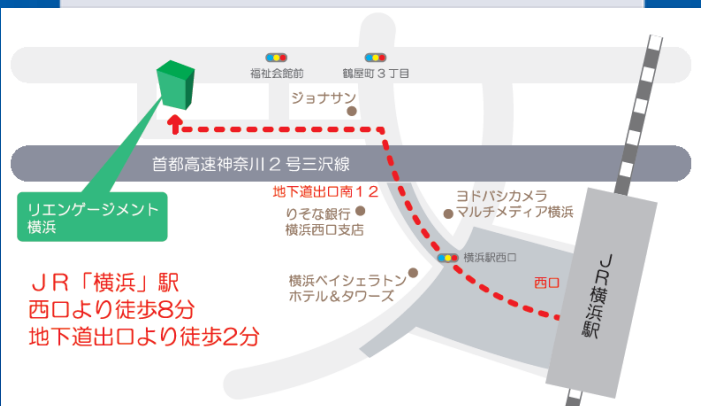 福祉会館前
鶴屋町3丁目
ジョナサン
首都高速神奈川2号三沢線
地下道出口南12
リエンゲージメント
横浜
りそな銀行
横浜西口支店
ヨドバシカメラ
マルチメディア横浜
横浜駅西口
横浜ベイシェラトン
ホテル&タワーズ
西口
JR横浜駅
JR「横浜」駅
西口より徒歩8分
地下道出口より徒歩2分